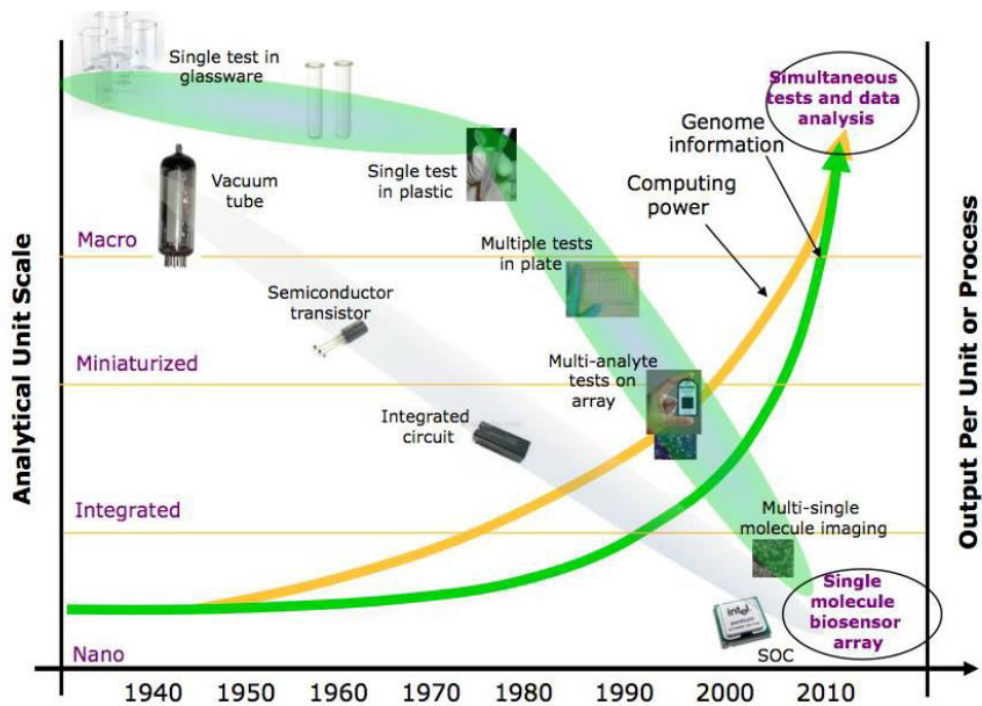 Single test in
glassware
Simultaneous
tests and data
analysis
Genome
information
Single test
in plastic
Computing
power
Vacuum
tube
Macro
Multiple tests
in plate
Semiconductor
transistor
Miniaturized
Multi-analyte
tests on
array
Integrated
circuit
Integrated
Multi-single
molecule imaging
Single
molecule
biosensor
array
intel
pentium
SOC
Nano
Analytical Unit Scale
Output Per Unit or Process
1940 1950 1960 1970 1980 1990 2000 2010